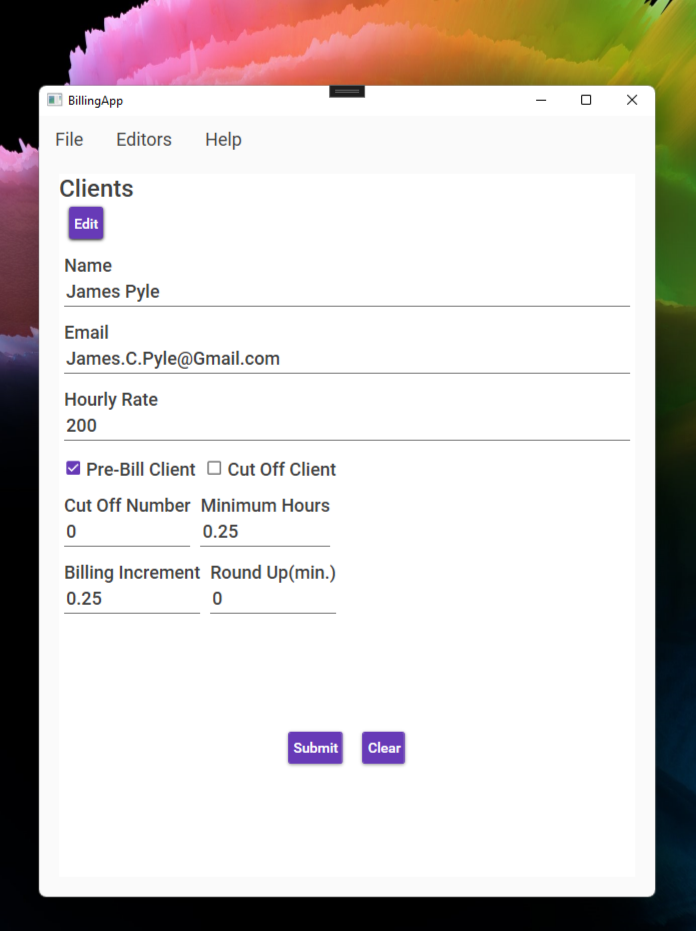 BillingApp
File Editors Help
Clients
Edit
Name
James Pyle
Email
James.C.Pyle@Gmail.com
Hourly Rate
200
Pre-Bill Client Cut Off Client
Cut Off Number Minimum Hours
0 0.25
Billing Increment Round Up(min.)
0.25 0
Submit Clear